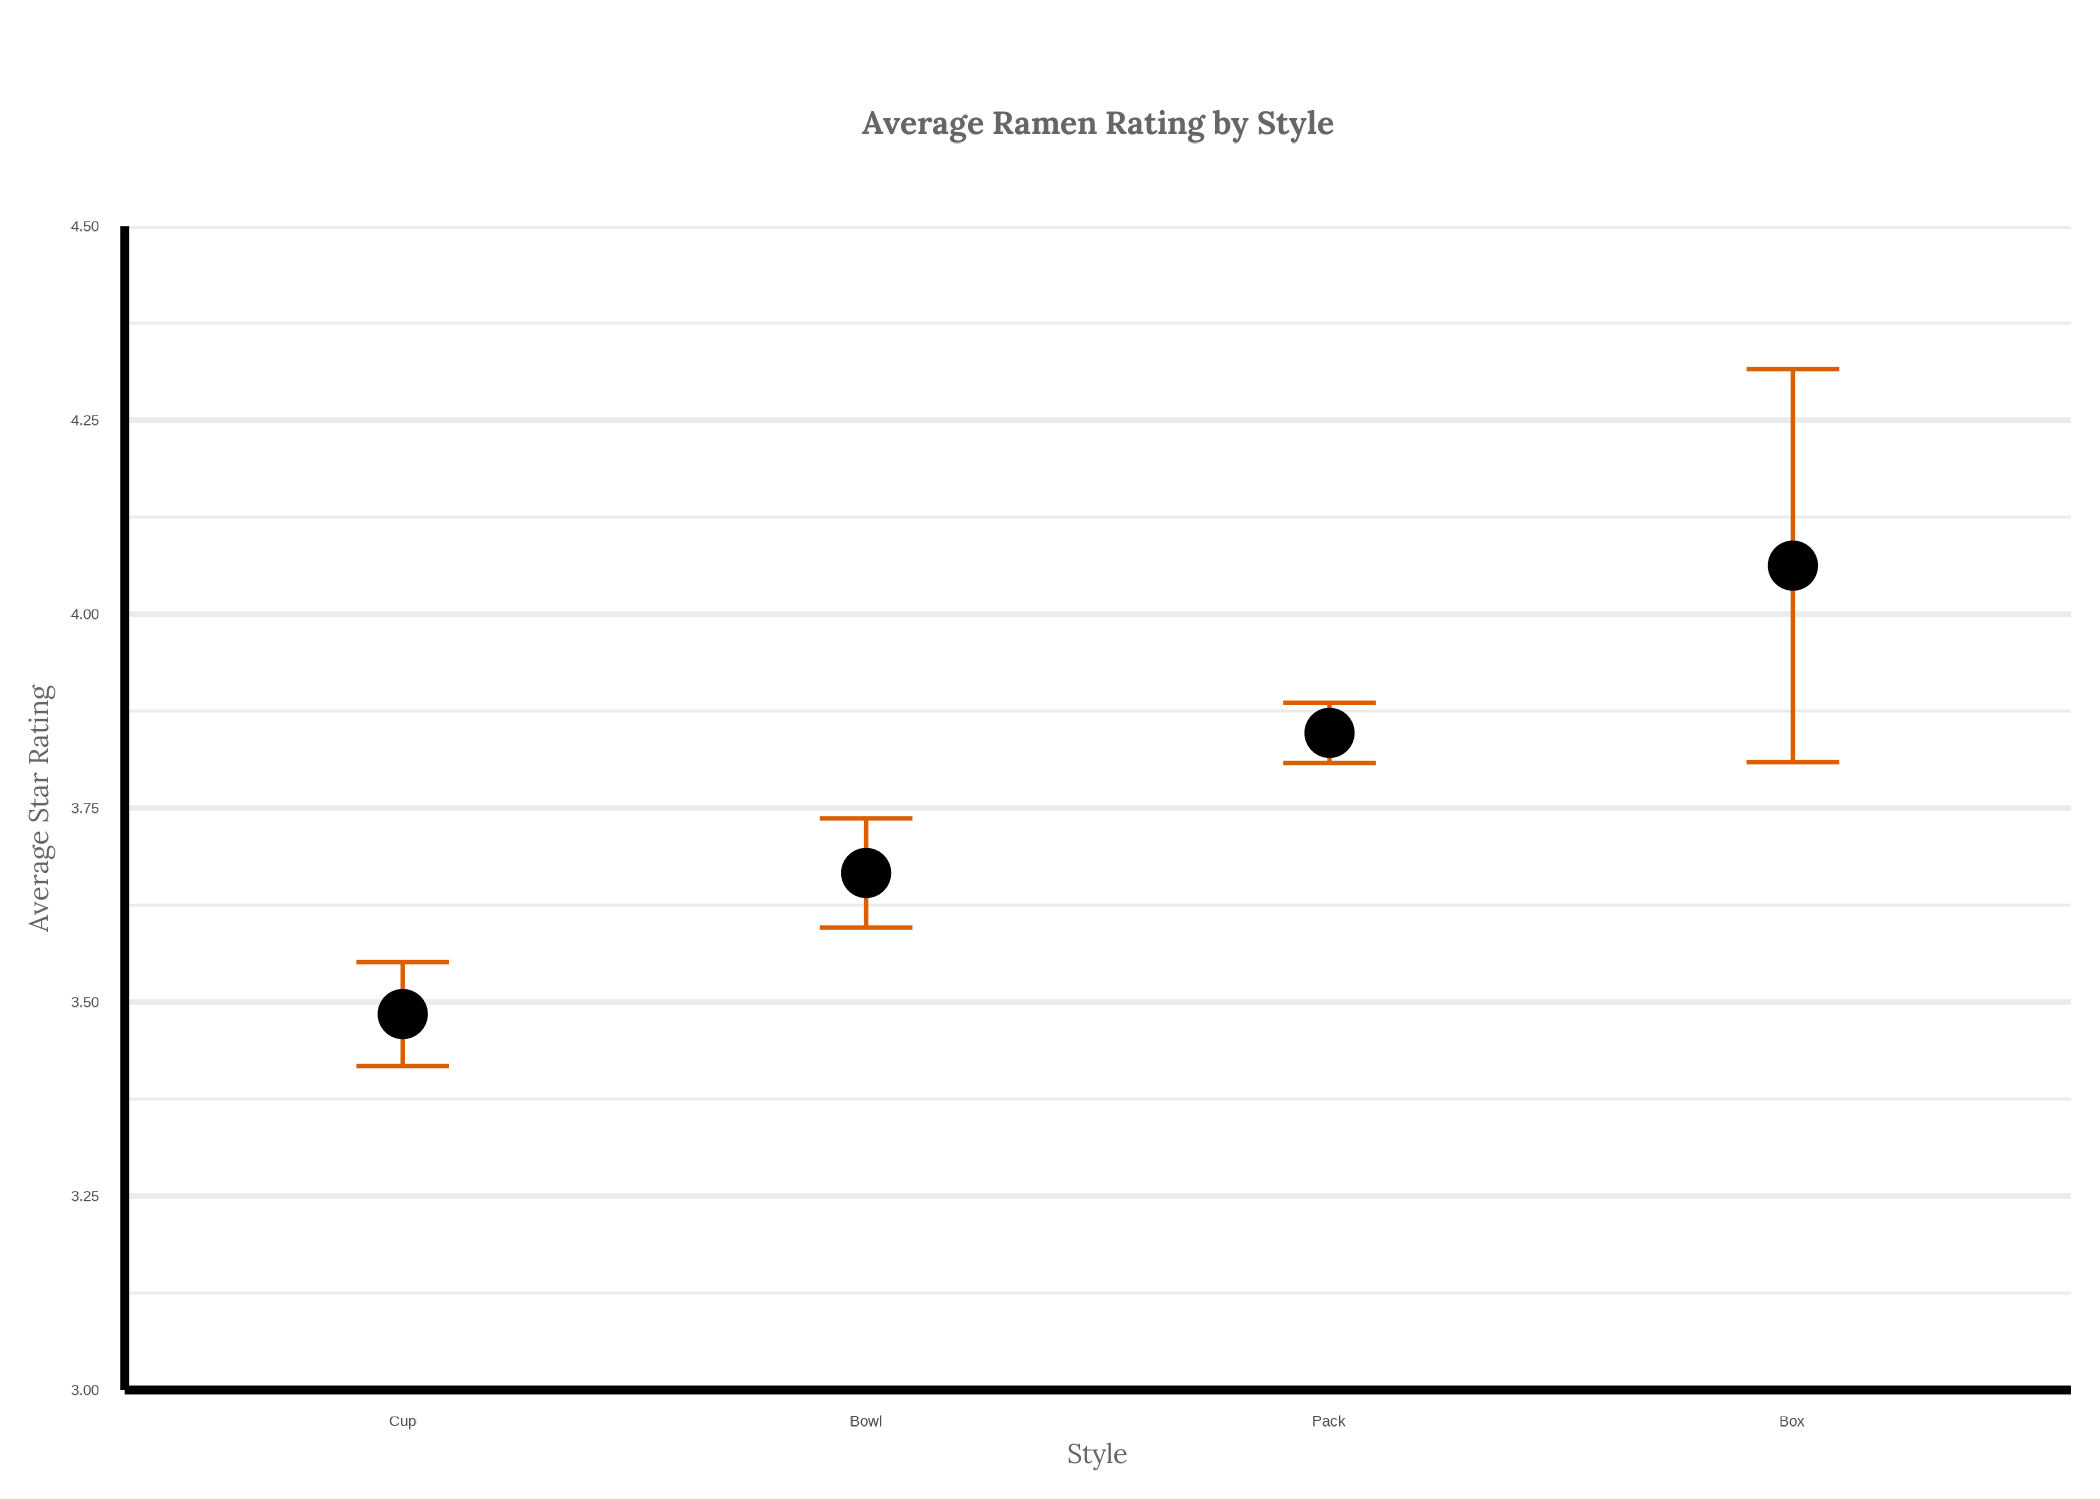 Average Ramen Rating by Style
4.50
4.25
4.00
3.75
3.50
3.25
3.00
Average Star Rating
Cup Bowl Pack Box
Style